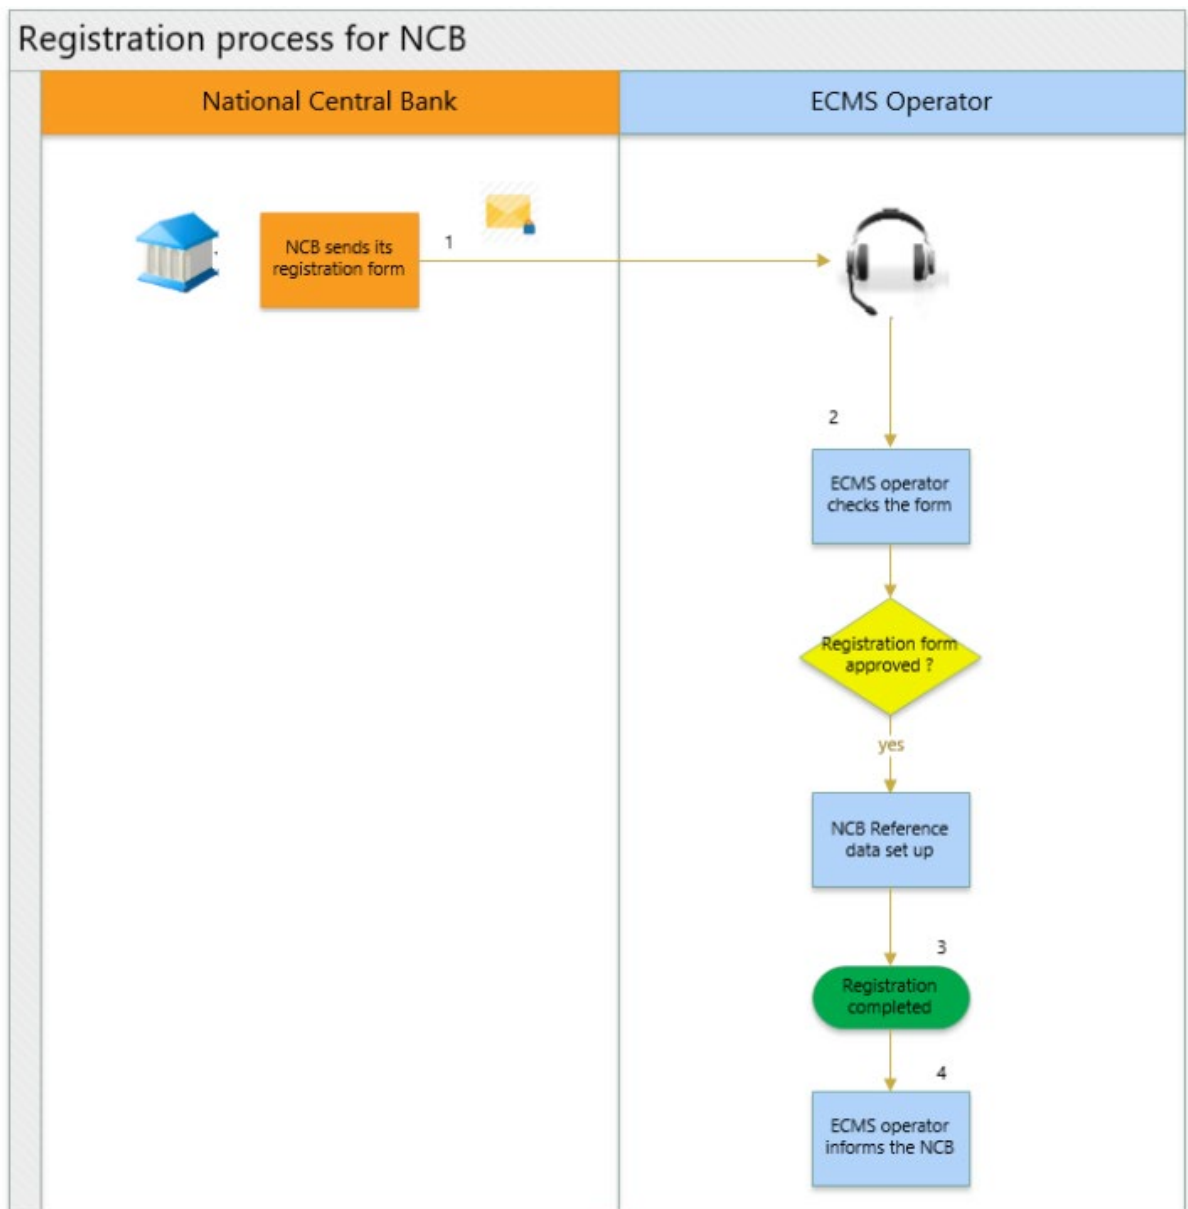 Registration process for NCB
National Central Bank
ECMS Operator
1
NCB sends its
registration form
2
ECMS operator
checks the form
Registration form
approved ?
yes
NCB Reference
data set up
3
Registration
completed
4
ECMS operator
informs the NCB